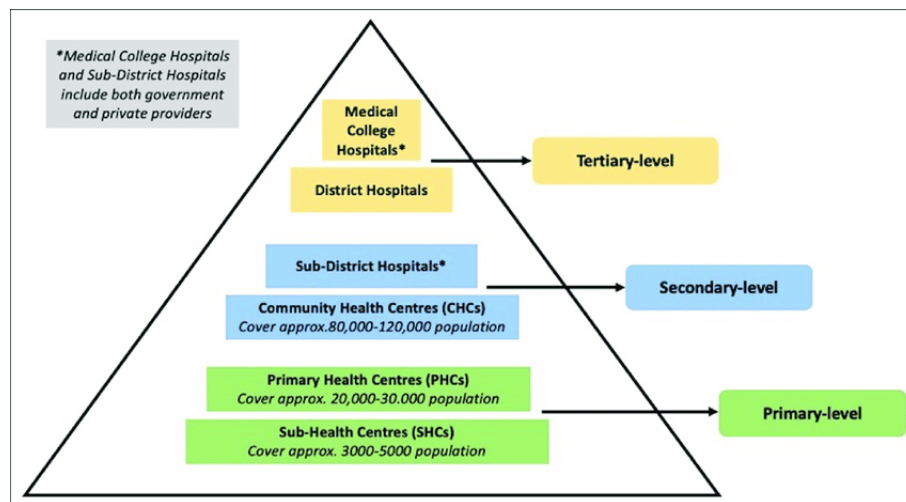 *Medical College Hospitals
and Sub-District Hospitals
include both government
and private providers
Medical
College
Hospitals*
Tertiary-level
District Hospitals
Sub-District Hospitals*
Secondary-level
Community Health Centres (CHCs)
Cover approx.80,000-120,000 population
Primary Health Centres (PHCs)
Cover approx. 20,000-30.000 population
Primary-level
Sub-Health Centres (SHCs)
Cover approx. 3000-5000 population